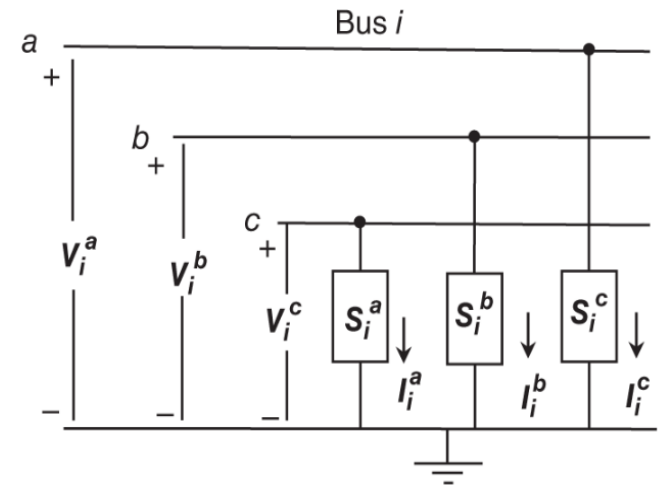 Bus i
a
+
b
+
c
+
V_i^a
V_i^b
V_i^c
S_i^a
S_i^b
S_i^c
I_i^a
I_i^b
I_i^c
−
−
−